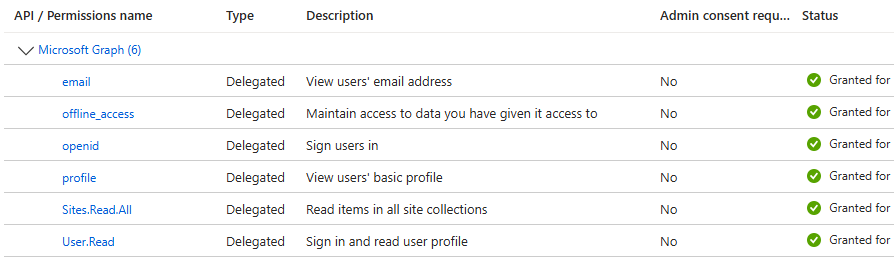 API / Permissions name Type Description Admin consent requ... Status
Microsoft Graph (6)
email Delegated View users' email address No Granted for
offline_access Delegated Maintain access to data you have given it access to No Granted for
openid Delegated Sign users in No Granted for
profile Delegated View users' basic profile No Granted for
Sites.Read.All Delegated Read items in all site collections No Granted for
User.Read Delegated Sign in and read user profile No Granted for